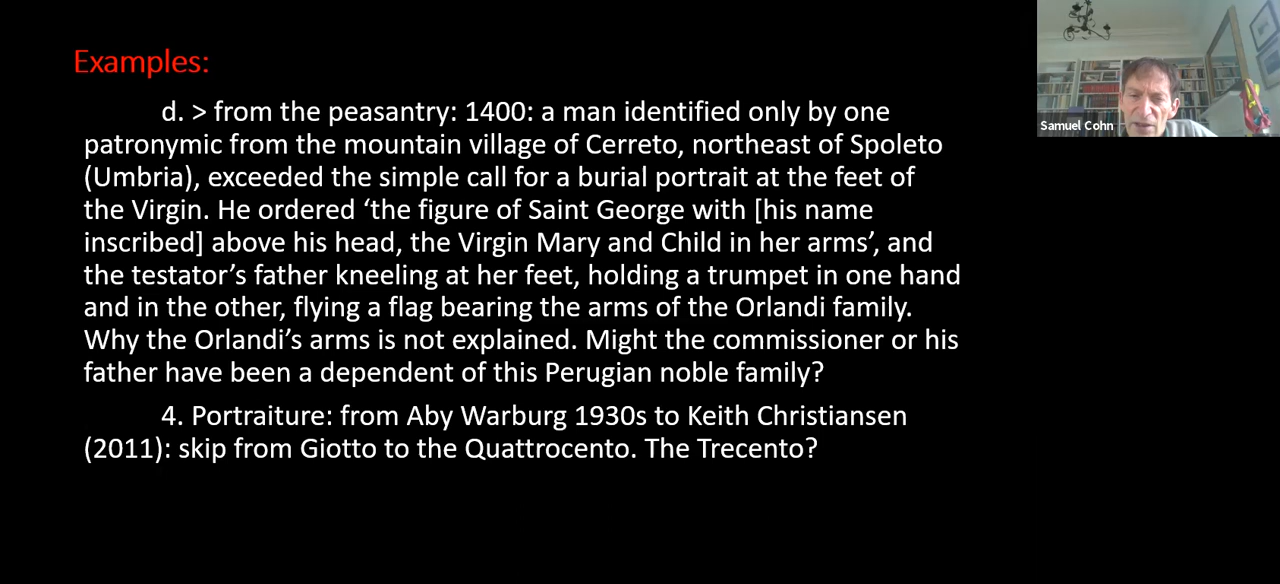 Examples:
d. > from the peasantry: 1400: a man identified only by one
patronymic from the mountain village of Cerreto, northeast of Spoleto
(Umbria), exceeded the simple call for a burial portrait at the feet of
the Virgin. He ordered ‘the figure of Saint George with [his name
inscribed] above his head, the Virgin Mary and Child in her arms’, and
the testator’s father kneeling at her feet, holding a trumpet in one hand
and in the other, flying a flag bearing the arms of the Orlandi family.
Why the Orlandi’s arms is not explained. Might the commissioner or his
father have been a dependent of this Perugian noble family?
4. Portraiture: from Aby Warburg 1930s to Keith Christiansen
(2011): skip from Giotto to the Quattrocento. The Trecento?
Samuel Cohn